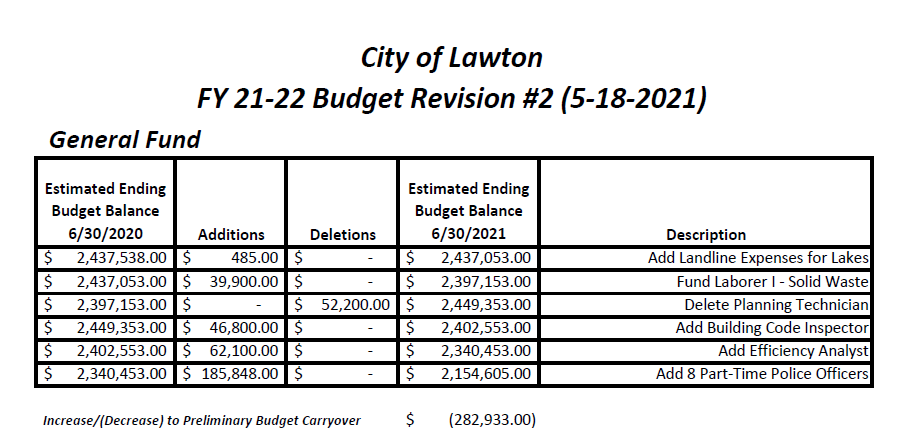 City of Lawton
FY 21-22 Budget Revision #2 (5-18-2021)
General Fund
Estimated Ending Budget Balance 6/30/2020 Additions Deletions Estimated Ending Budget Balance 6/30/2021 Description
$ 2,437,538.00 $ 485.00 $ - $ 2,437,053.00 Add Landline Expenses for Lakes
$ 2,437,053.00 $ 39,900.00 $ - $ 2,397,153.00 Fund Laborer I - Solid Waste
$ 2,397,153.00 $ - $ 52,200.00 $ 2,449,353.00 Delete Planning Technician
$ 2,449,353.00 $ 46,800.00 $ - $ 2,402,553.00 Add Building Code Inspector
$ 2,402,553.00 $ 62,100.00 $ - $ 2,340,453.00 Add Efficiency Analyst
$ 2,340,453.00 $ 185,848.00 $ - $ 2,154,605.00 Add 8 Part-Time Police Officers
Increase/(Decrease) to Preliminary Budget Carryover $ (282,933.00)